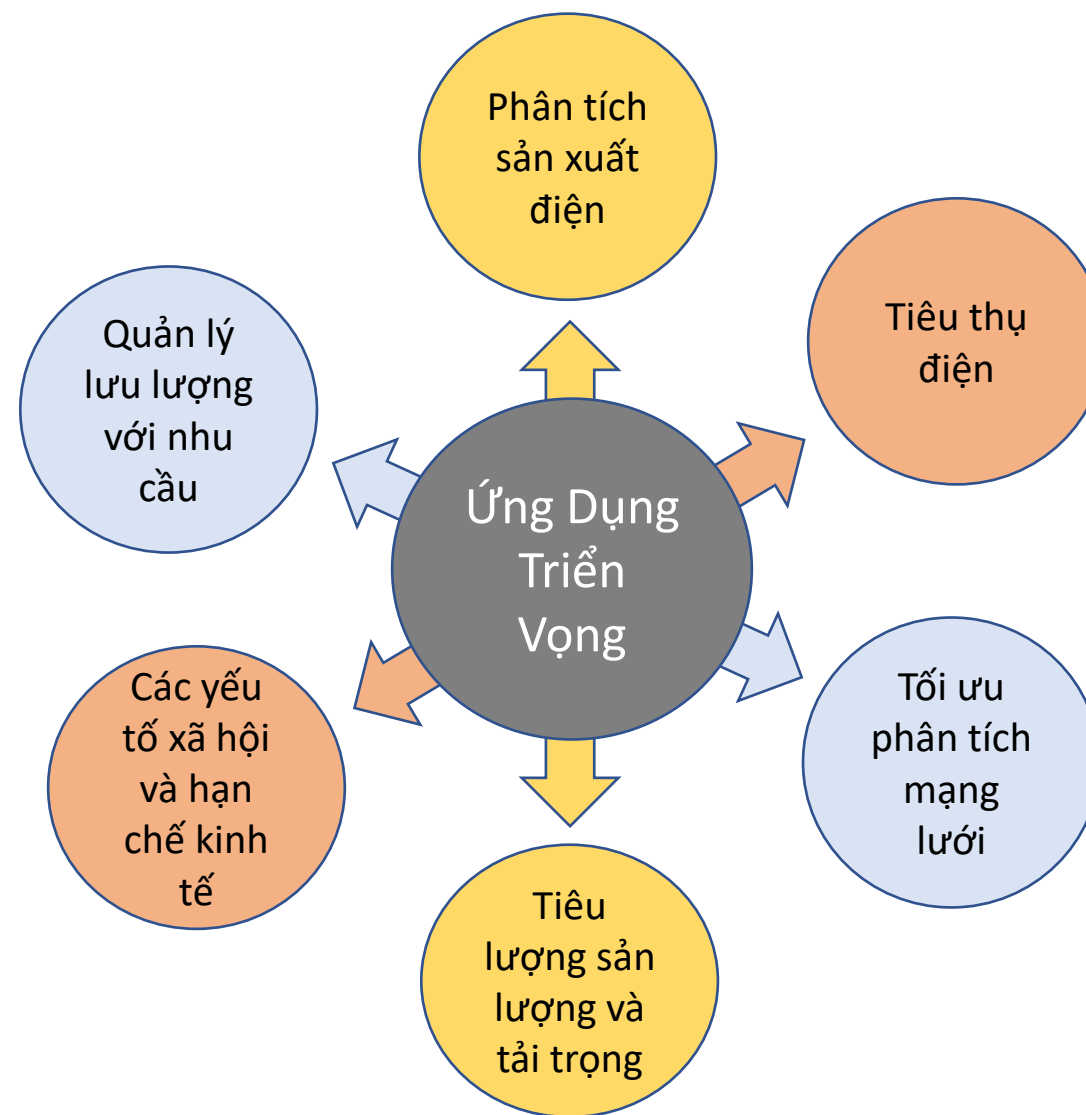 Phân tích
sản xuất
điện
Tiêu thụ
điện
Quản lý
lưu lượng
với nhu
cầu
Ứng Dụng
Triển
Vọng
Các yếu
tố xã hội
và hạn
chế kinh
tế
Tối ưu
phân tích
mạng
lưới
Tiêu
lượng sản
lượng và
tải trọng